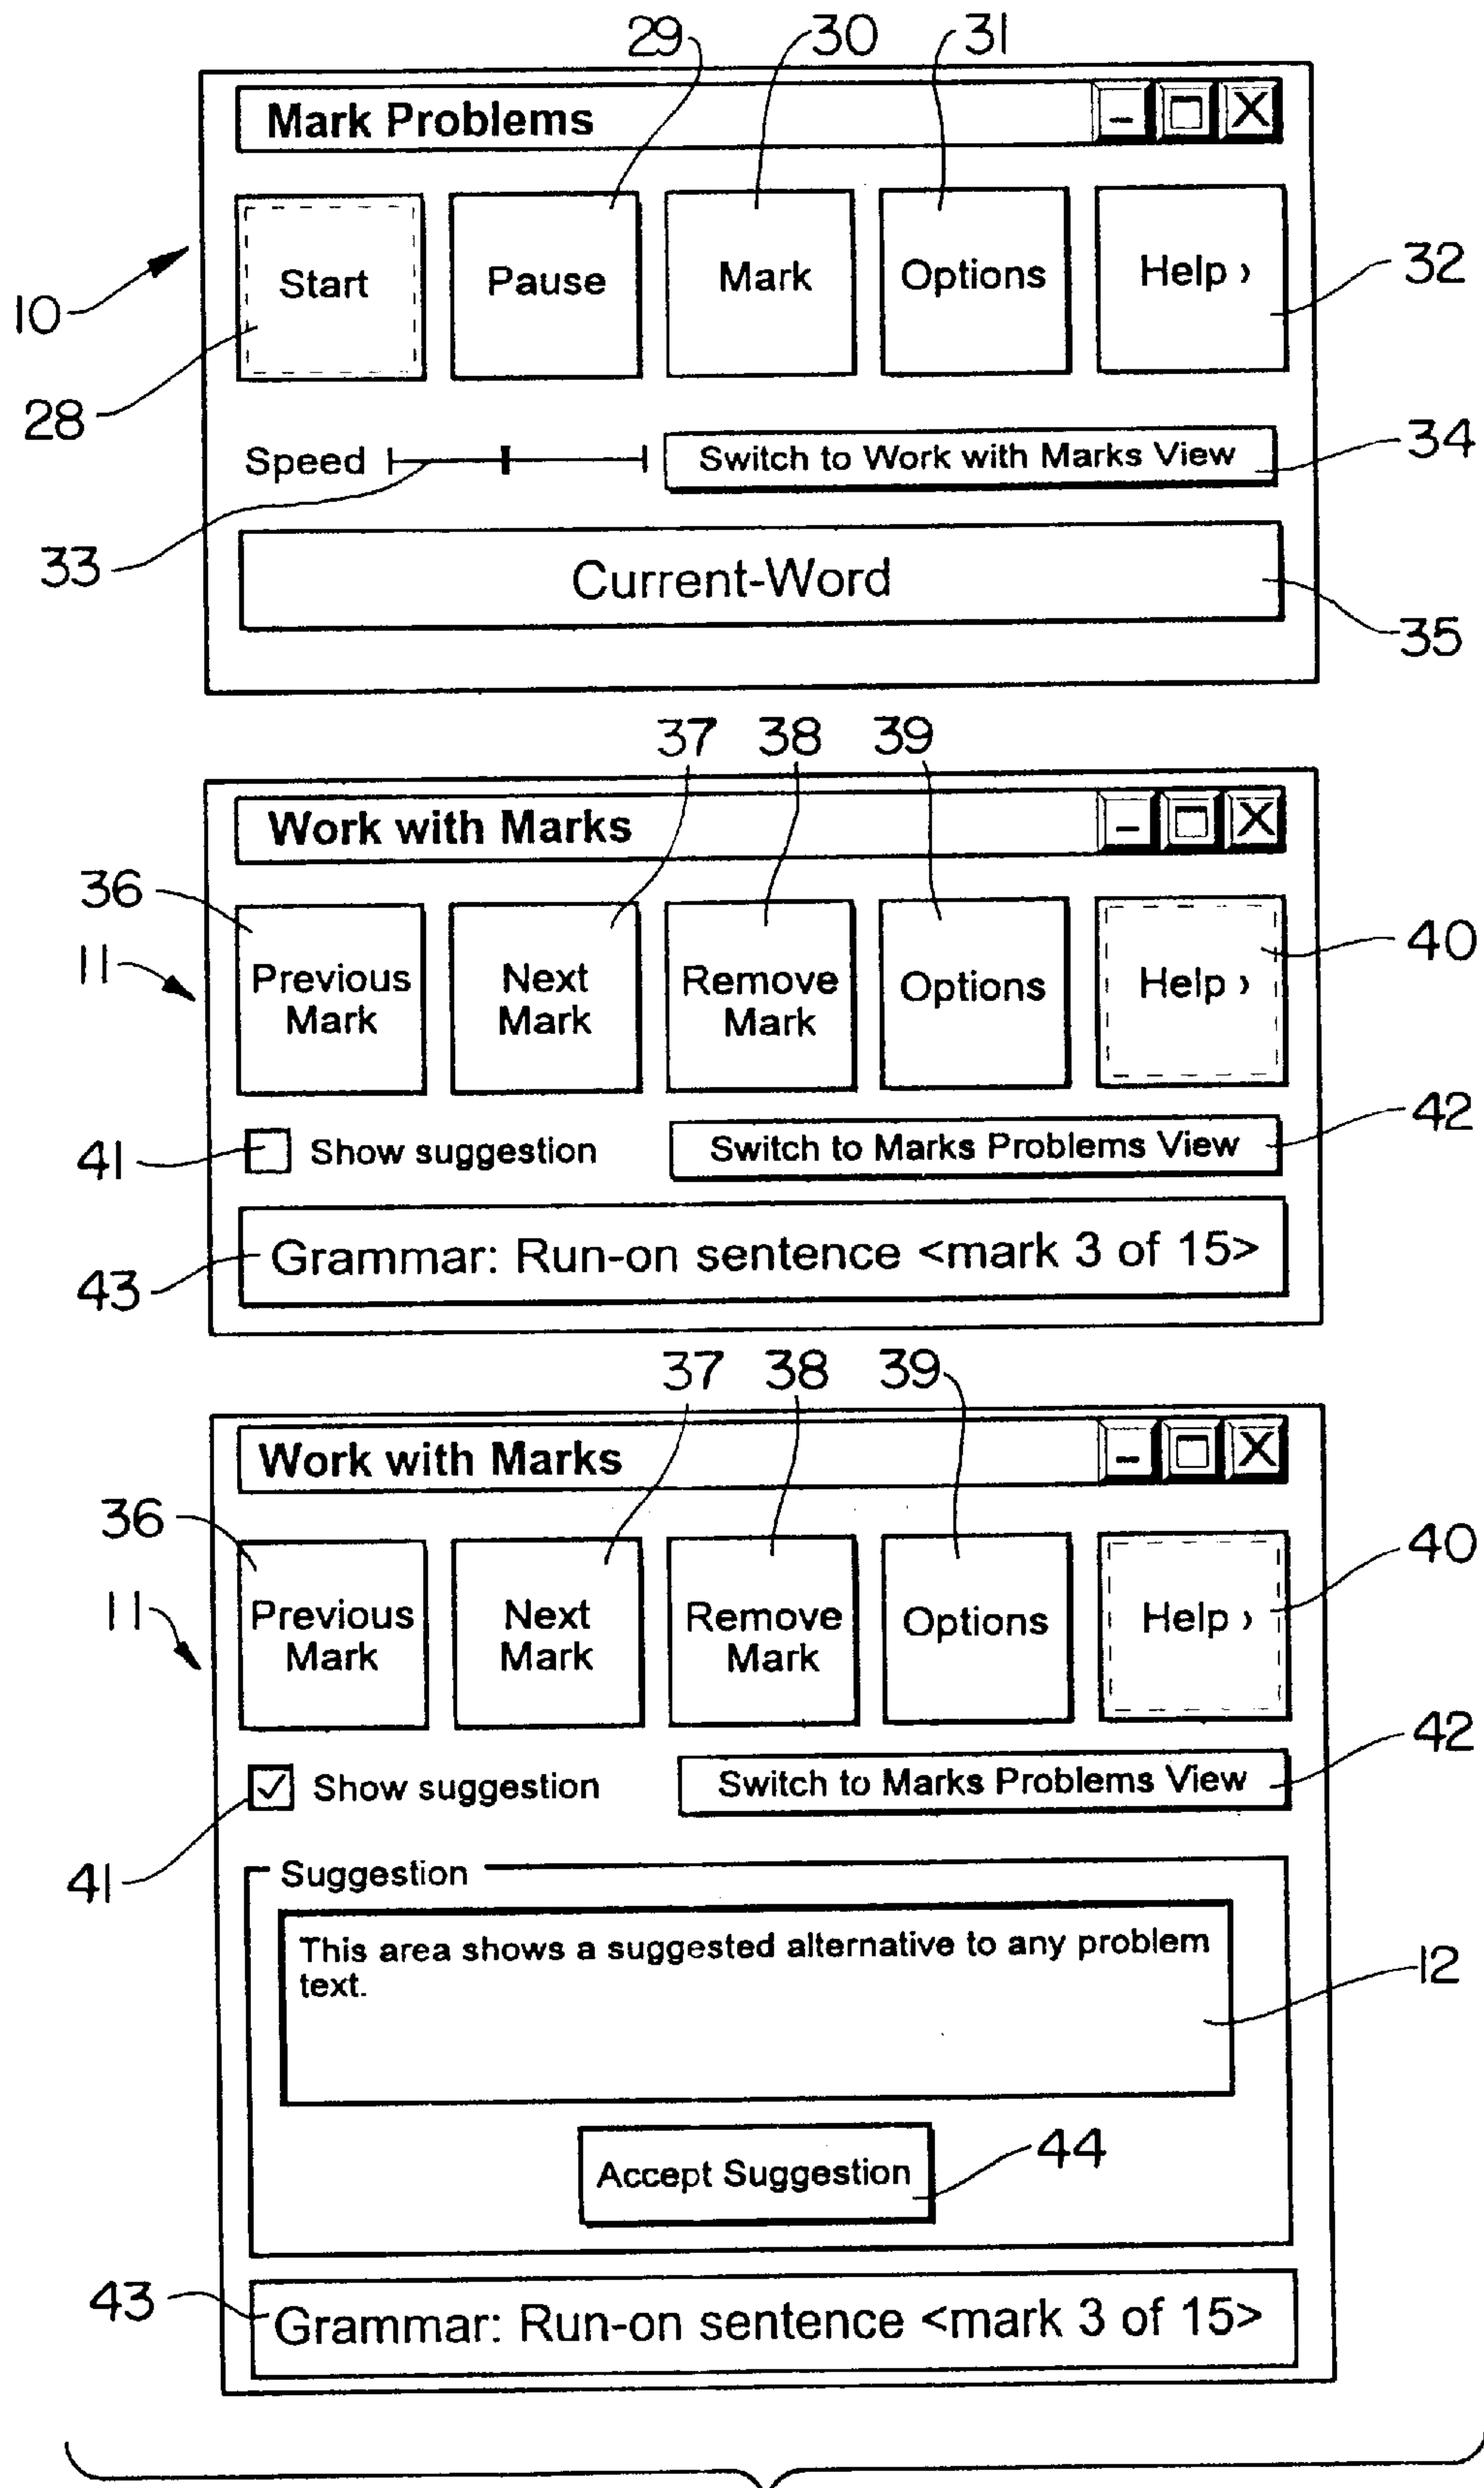 29 30 31
Mark Problems
Start Pause Mark Options Help ›
10
32
28
34
Speed Switch to Work with Marks View
33
Current-Word
35
37 38 39
Work with Marks
36
11
40
Previous Mark
Next Mark
Remove Mark
Options
Help ›
42
41 Show suggestion Switch to Marks Problems View
43
Grammar: Run-on sentence <mark 3 of 15>
37 38 39
Work with Marks
36
11
40
Previous Mark
Next Mark
Remove Mark
Options
Help ›
42
Show suggestion Switch to Marks Problems View
41
Suggestion
This area shows a suggested alternative to any problem
text.
12
Accept Suggestion
44
43
Grammar: Run-on sentence <mark 3 of 15>